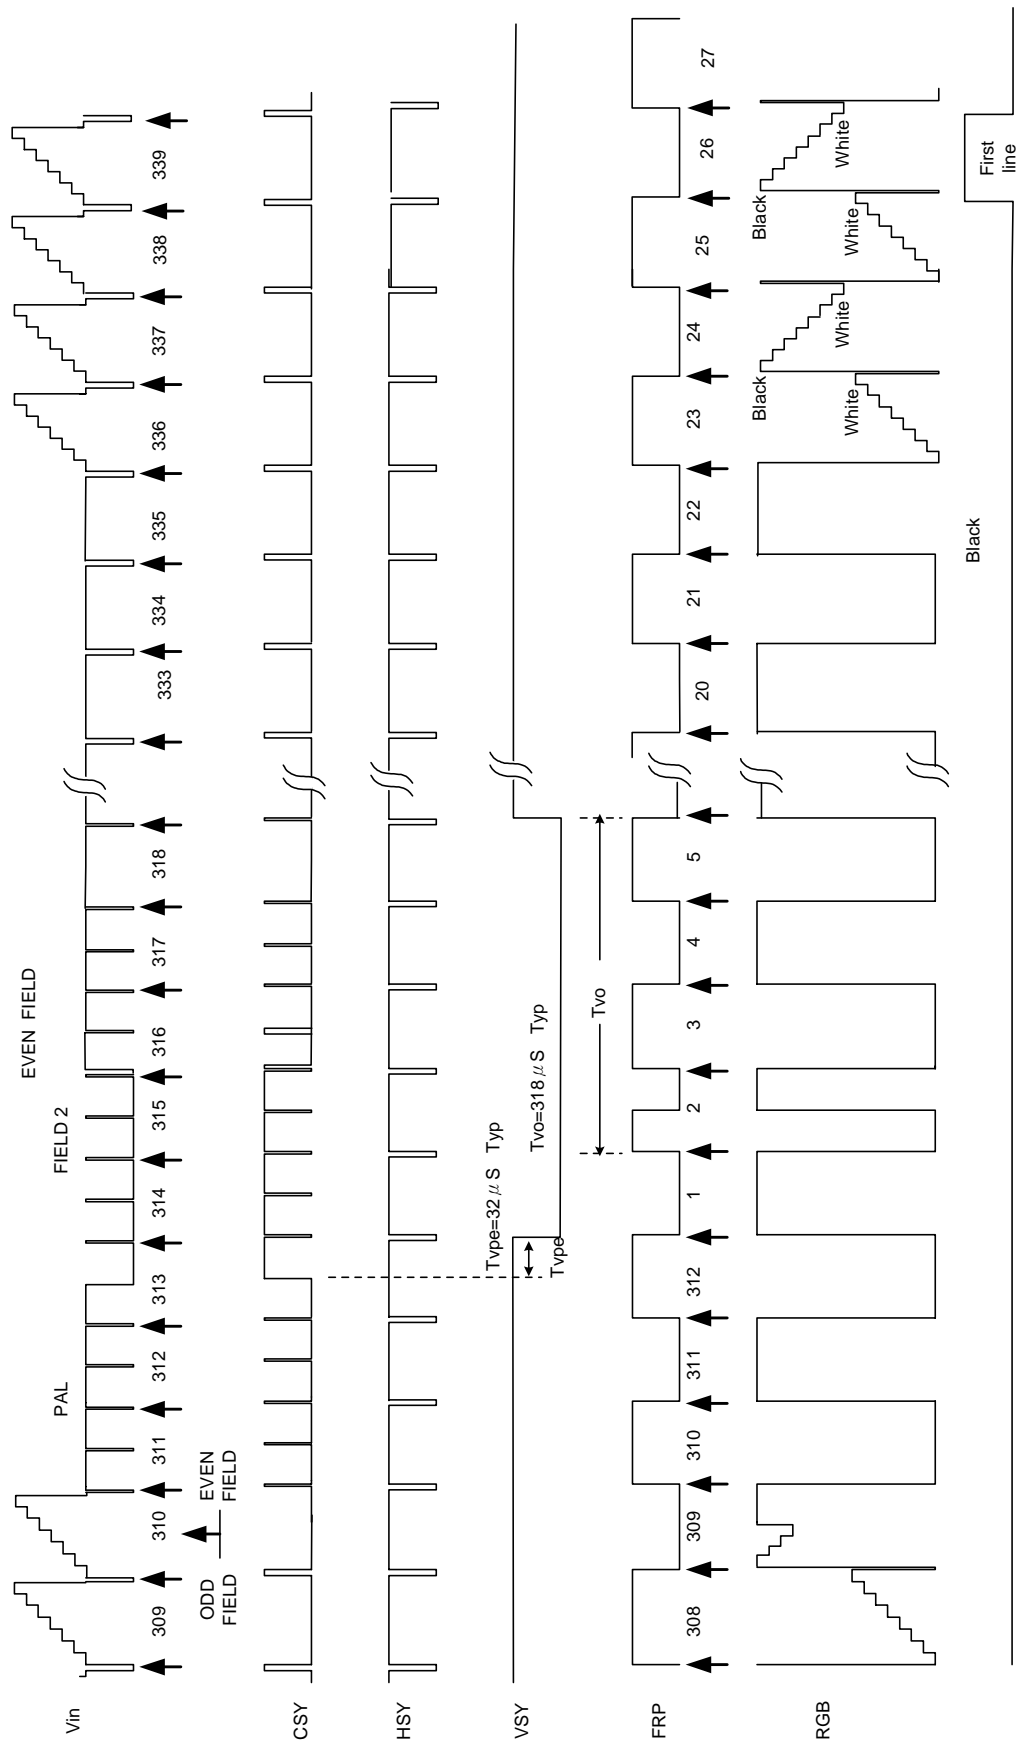 Vin
309
310
311
312
313
314
315
316
317
318
333
334
335
336
337
338
339
ODD
FIELD
EVEN
FIELD
PAL
FIELD 2
EVEN FIELD
CSY
HSY
VSY
Tvpe=32μS Typ
Tvpe
Tvo=318μS Typ
Tvo
FRP
308
309
310
311
312
1
2
3
4
5
20
21
22
23
24
25
26
27
RGB
White
Black
White
White
Black
White
Black
First
line